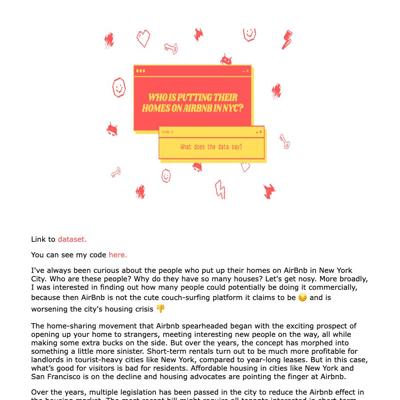 WHO IS PUTTING THEIR
HOMES ON AIRBNB IN NYC?
What does the data say?
Link to dataset.
You can see my code here.
I've always been curious about the people who put up their homes on AirBnb in New York
City. Who are these people? Why do they have so many houses? Let's get nosy. More broadly,
I was interested in finding out how many people could potentially be doing it commercially,
because then AirBnb is not the cute couch-surfing platform it claims to be 😔 and is
worsening the city's housing crisis 👎
The home-sharing movement that Airbnb spearheaded began with the exciting prospect of
opening up your home to strangers, meeting interesting new people on the way, all while
making some extra bucks on the side. But over the years, the concept has morphed into
something a little more sinister. Short-term rentals turn out to be much more profitable for
landlords in tourist-heavy cities like New York, compared to year-long leases. But in this case,
what's good for visitors is bad for residents. Affordable housing in cities like New York and
San Francisco is on the decline and housing advocates are pointing the finger at Airbnb.
Over the years, multiple legislation has been passed in the city to reduce the Airbnb effect in